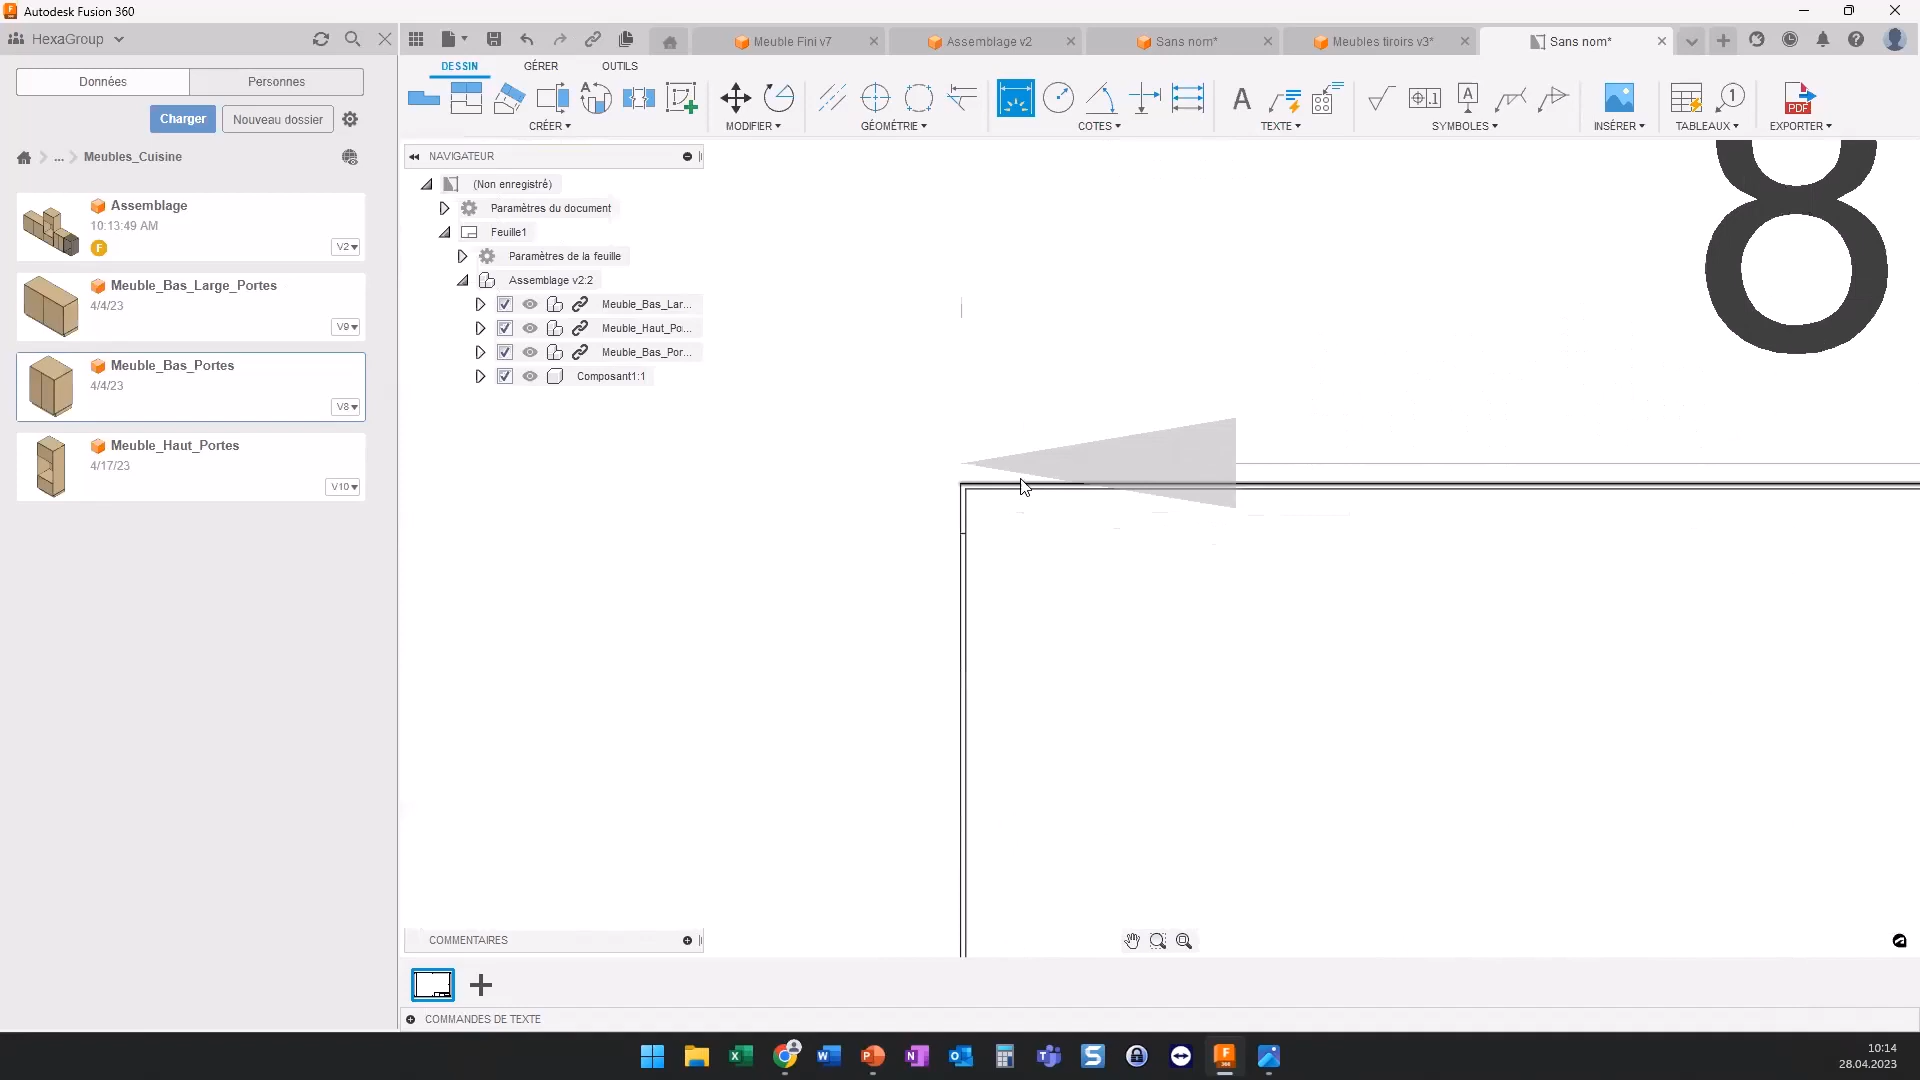 Autodesk Fusion 360
HexaGroup
Meuble Fini v7
Assemblage v2
Sans nom*
Meubles tiroirs v3*
Sans nom*
Données
Personnes
DESSIN
GÉRER
OUTILS
Charger
Nouveau dossier
CRÉER
MODIFIER
GÉOMÉTRIE
COTES
TEXTE
SYMBOLES
INSÉRER
TABLEAUX
EXPORTER
... Meubles_Cuisine
NAVIGATEUR
Assemblage
10:13:49 AM
F
V2
Meuble_Bas_Large_Portes
4/4/23
V9
Meuble_Bas_Portes
4/4/23
V8
Meuble_Haut_Portes
4/17/23
V10
(Non enregistré)
Paramètres du document
Feuille1
Paramètres de la feuille
Assemblage v2:2
Meuble_Bas_Lar...
Meuble_Haut_Po...
Meuble_Bas_Por...
Composant1:1
8
COMMENTAIRES
COMMANDES DE TEXTE
10:14
28.04.2023